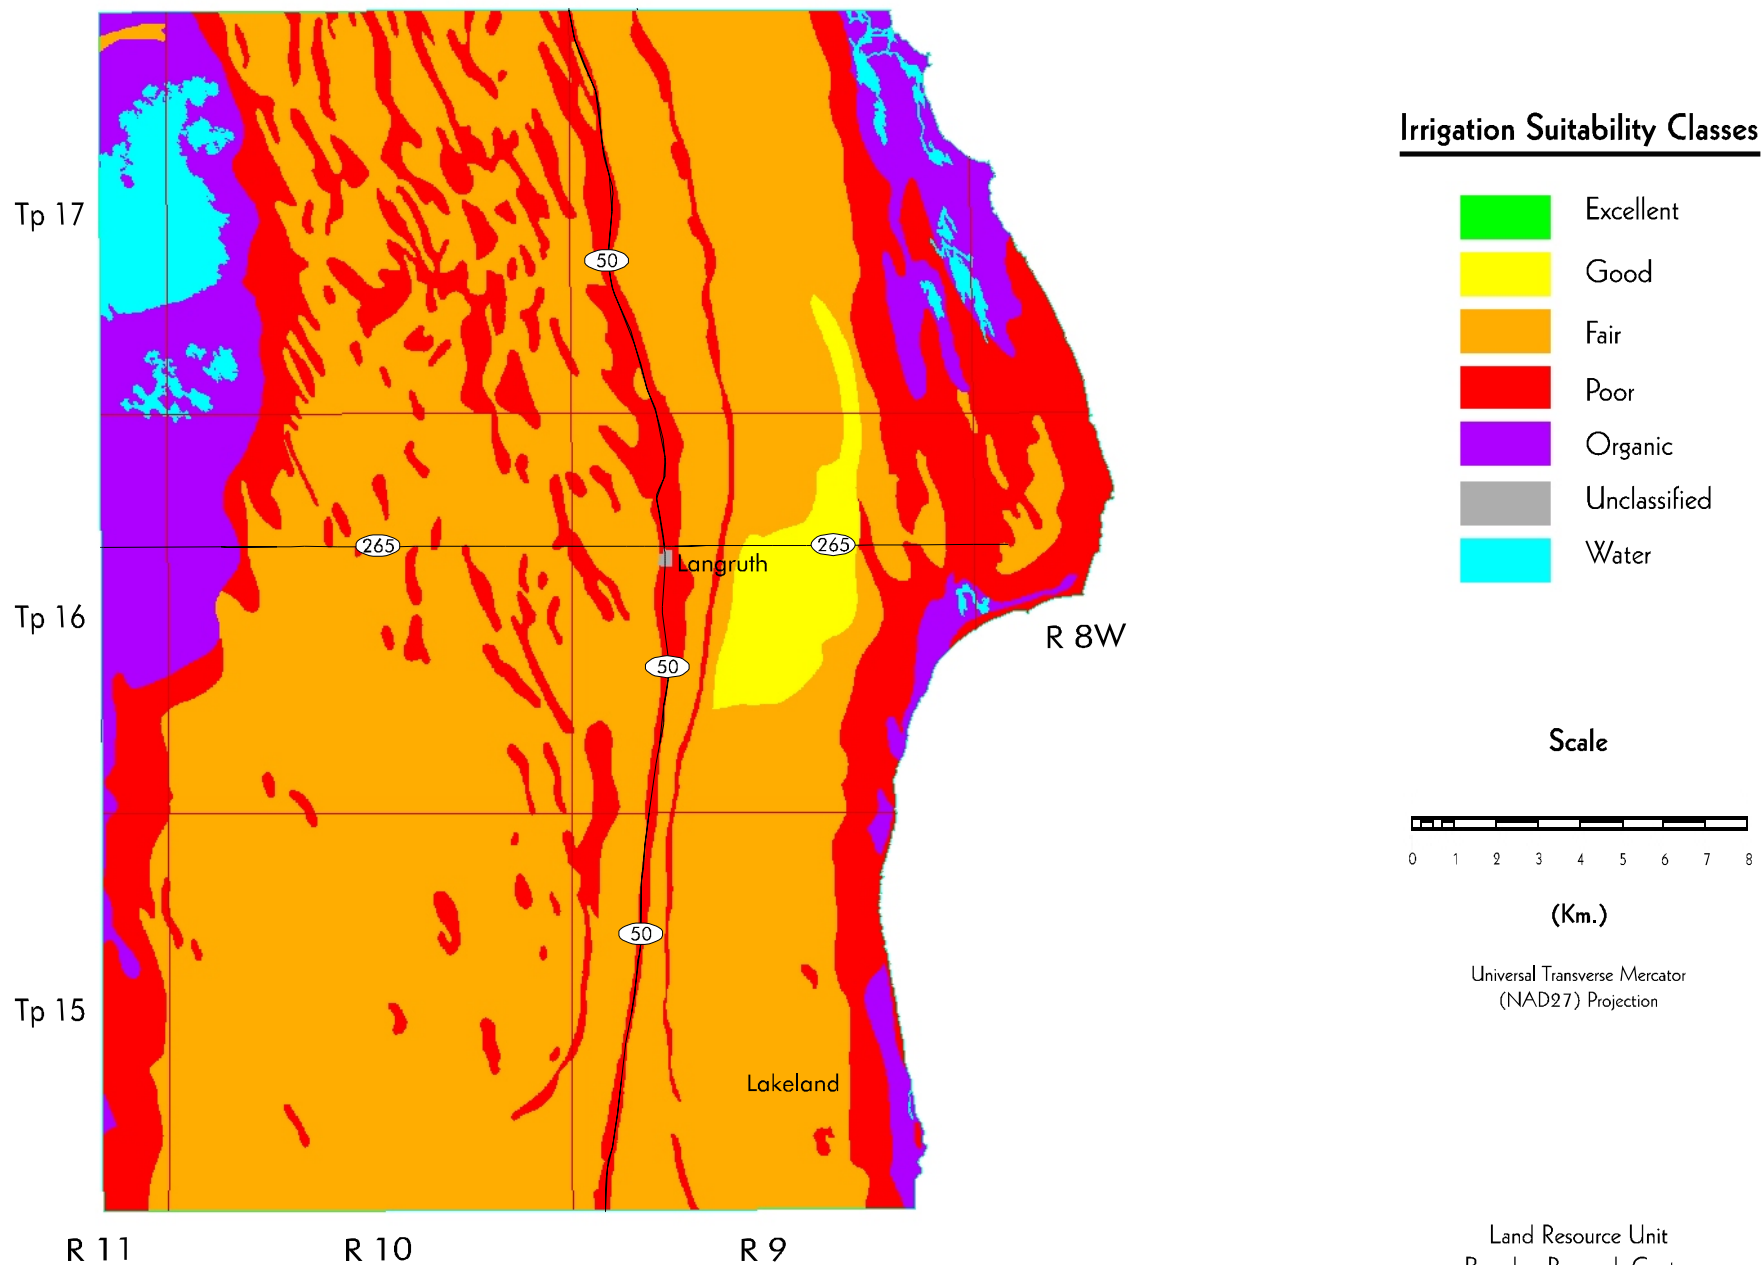 Irrigation Suitability Classes
Excellent
Good
Fair
Poor
Organic
Unclassified
Water
Tp 17
50
265
265
Langruth
Tp 16
R 8W
50
Scale
0 1 2 3 4 5 6 7 8
(Km.)
50
Universal Transverse Mercator
(NAD27) Projection
Tp 15
Lakeland
R 11
R 10
R 9
Land Resource Unit